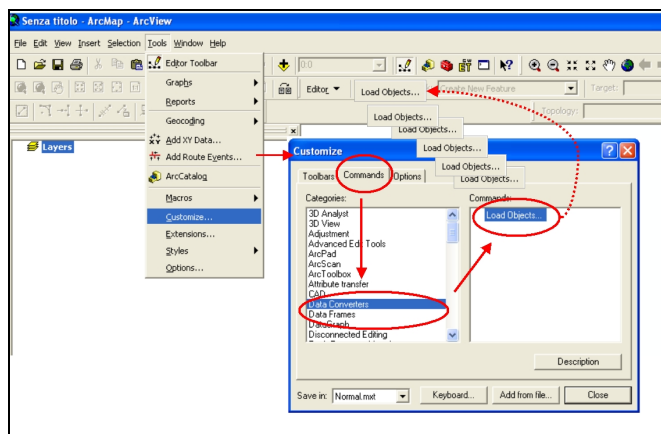 Senza titolo - ArcMap - ArcView
File Edit View Insert Selection Tools Window Help
Editor Toolbar
Graphs
Reports
Geocoding
Add XY Data...
Add Route Events...
ArcCatalog
Macros
Customize...
Extensions...
Styles
Options...
Layers
Editor
Load Objects...
Create New Feature
Target:
Topology:
Load Objects...
Load Objects...
Load Objects...
Load Objects...
Load Objects...
Customize
Toolbars Commands Options
Categories:
3D Analyst
3D View
Adjustment
Advanced Edit Tools
ArcPad
ArcScan
ArcToolbox
Attribute transfer
CAD
Data Converters
Data Frames
DataGraph
Disconnected Editing
Commands:
Load Objects...
Description
Save in: Normal.mxt Keyboard... Add from file... Close